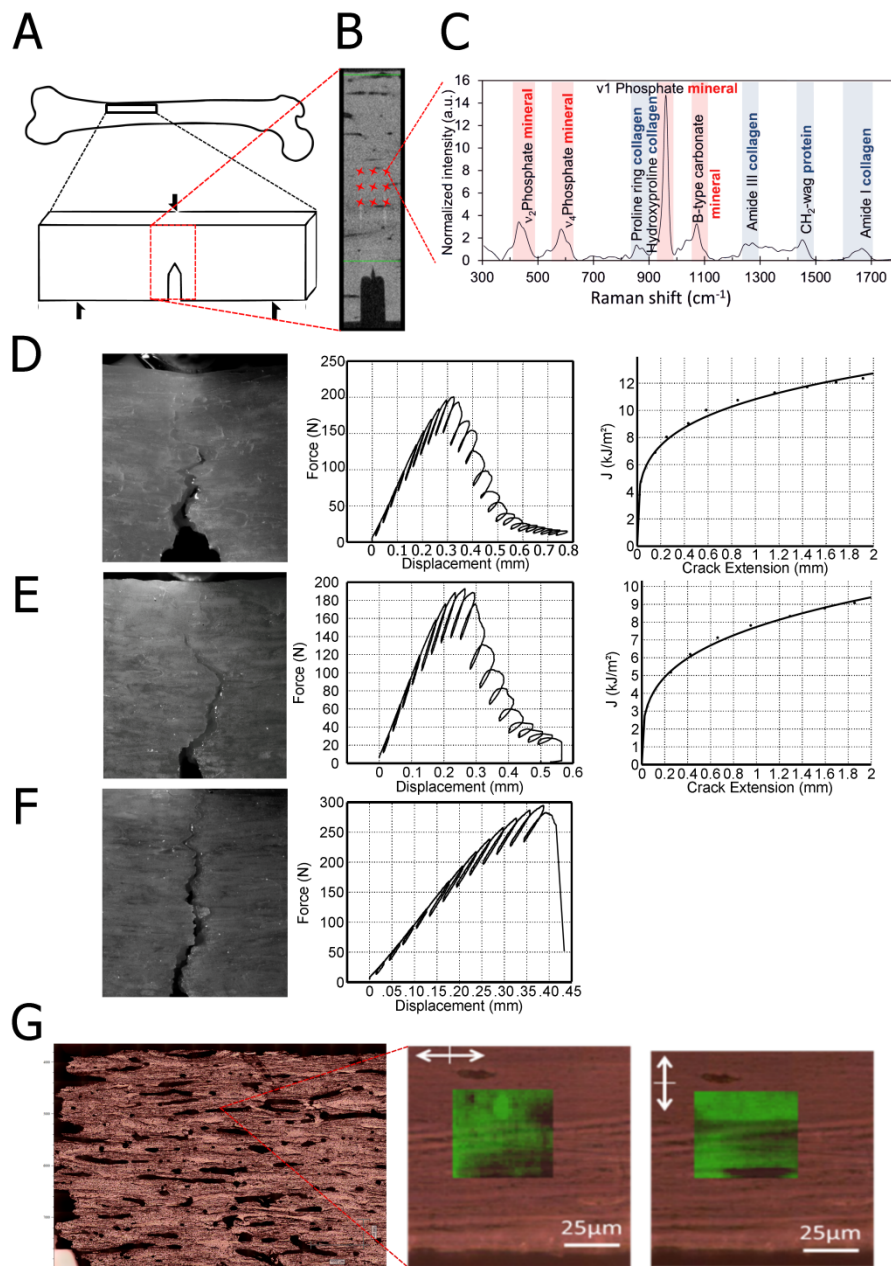 A
B
C
16
14
12
10
8
6
4
2
0
Normalized intensity (a.u.)
ν2Phosphate mineral
ν4Phosphate mineral
Proline ring collagen
Hydroxyproline collagen
v1 Phosphate mineral
B-type carbonate
mineral
Amide III collagen
CH2-wag protein
Amide I collagen
300 500 700 900 1100 1300 1500 1700
Raman shift (cm-1)
D
250
200
150
100
50
0
Force (N)
0 0.1 0.2 0.3 0.4 0.5 0.6 0.7 0.8
Displacement (mm)
12
10
8
6
4
2
0
J (kJ/m²)
0 0.2 0.4 0.6 0.8 1 1.2 1.4 1.6 1.8 2
Crack Extension (mm)
E
200
180
160
140
120
100
80
60
40
20
0
Force (N)
0 0.1 0.2 0.3 0.4 0.5 0.6
Displacement (mm)
10
9
8
7
6
5
4
3
2
1
0
J (kJ/m²)
0 0.2 0.4 0.6 0.8 1 1.2 1.4 1.6 1.8 2
Crack Extension (mm)
F
300
250
200
150
100
50
0
Force (N)
0 .05 .10 .15 .20 .25 .30 .35 .40 .45
Displacement (mm)
G
25µm
25µm